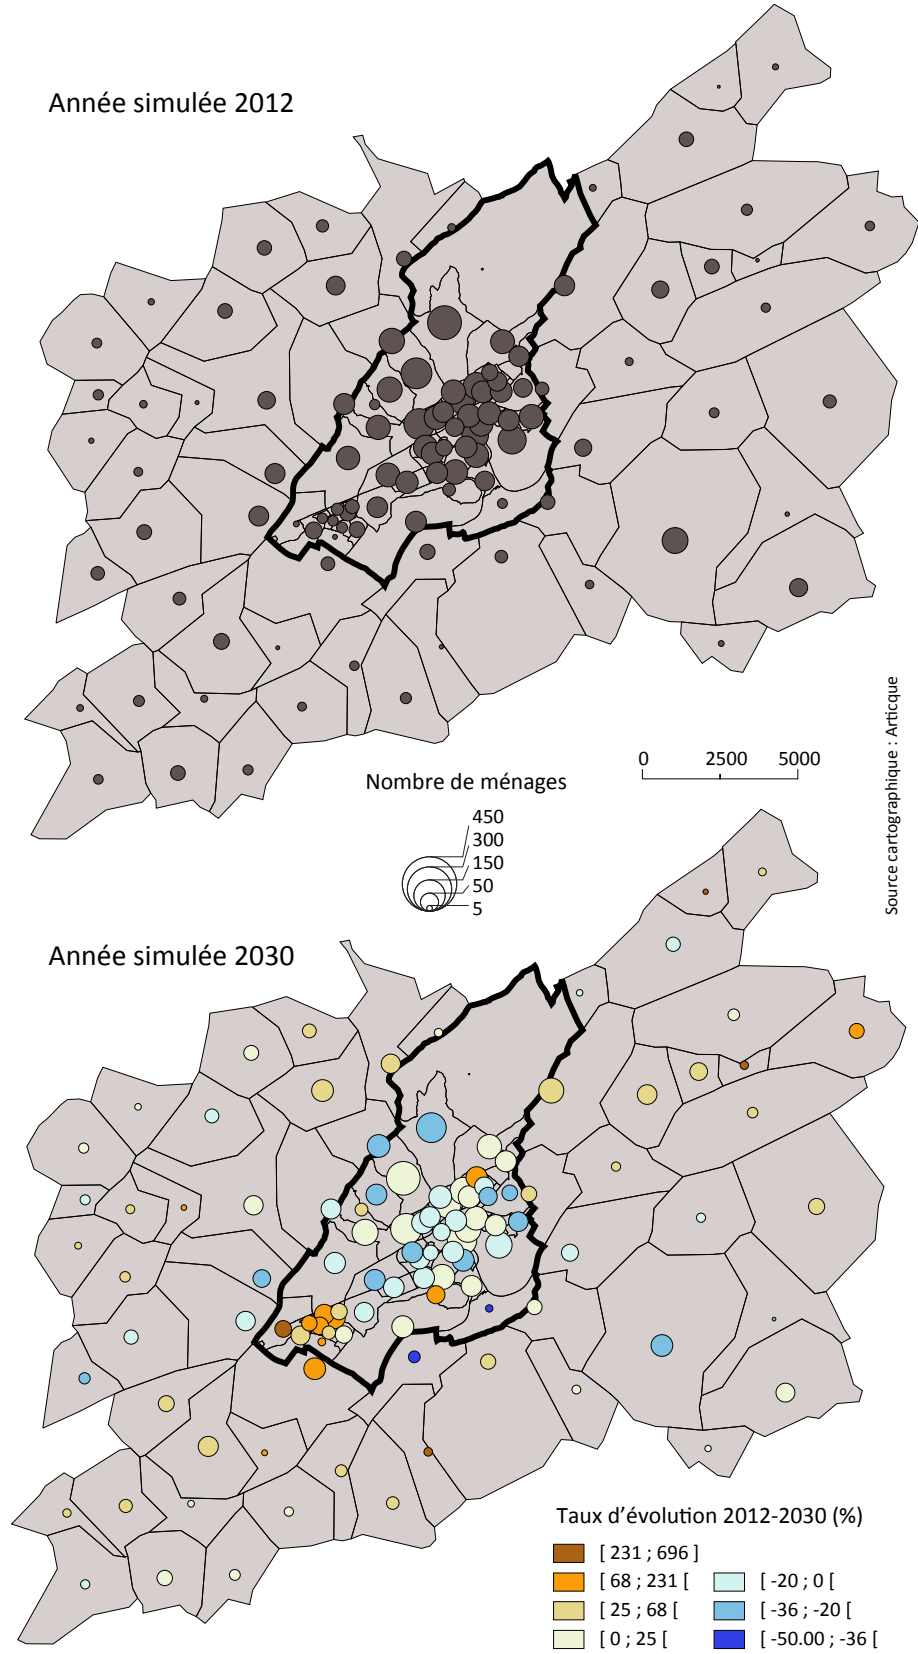 Année simulée 2012
Source cartographique : Articque
0 2500 5000
Nombre de ménages
450
300
150
50
5
Année simulée 2030
Taux d'évolution 2012-2030 (%)
[ 231 ; 696 ]
[ 68 ; 231 [ [ -20 ; 0 [
[ 25 ; 68 [ [ -36 ; -20 [
[ 0 ; 25 [ [ -50.00 ; -36 [